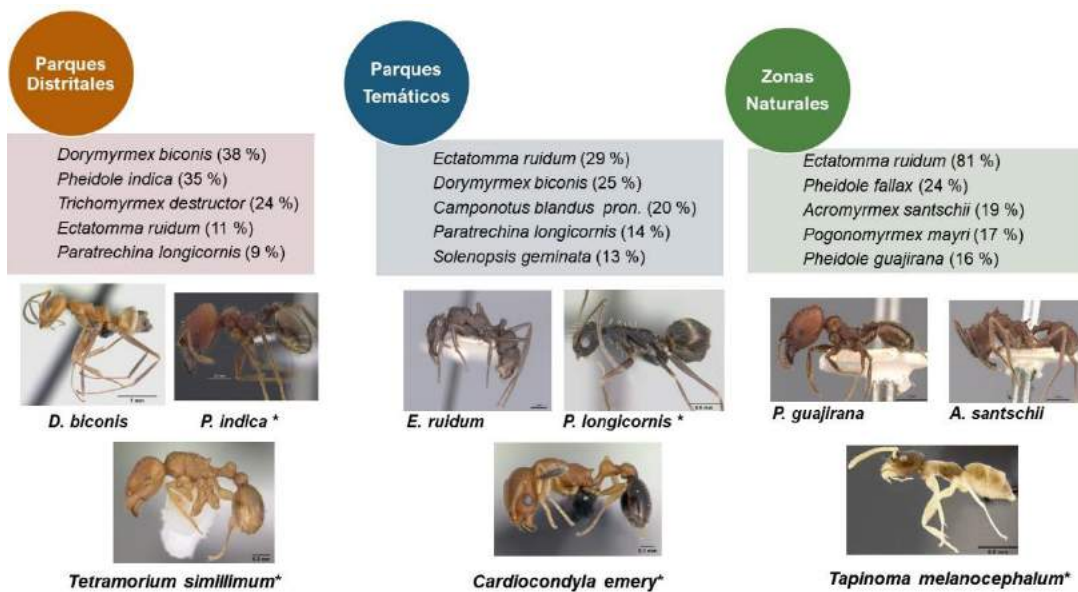 Parques
Distritales
Dorymyrmex biconis (38 %)
Pheidole indica (35 %)
Trichomyrmex destructor (24 %)
Ectatomma ruidum (11 %)
Paratrechina longicornis (9 %)
D. biconis
P. indica *
Tetramorium simillimum*
Parques
Temáticos
Ectatomma ruidum (29 %)
Dorymyrmex biconis (25 %)
Camponotus blandus pron. (20 %)
Paratrechina longicornis (14 %)
Solenopsis geminata (13 %)
E. ruidum
P. longicornis *
Cardiocondyla emery*
Zonas
Naturales
Ectatomma ruidum (81 %)
Pheidole fallax (24 %)
Acromyrmex santschii (19 %)
Pogonomyrmex mayri (17 %)
Pheidole guajirana (16 %)
P. guajirana
A. santschii
Tapinoma melanocephalum*